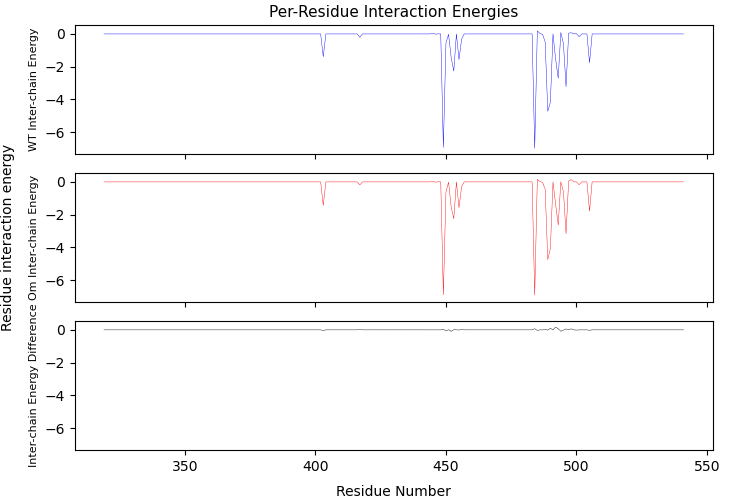 Per-Residue Interaction Energies
Residue interaction energy
WT Inter-chain Energy
0
−2
−4
−6
Om Inter-chain Energy
0
−2
−4
−6
Inter-chain Energy Difference
0
−2
−4
−6
350
400
450
500
550
Residue Number